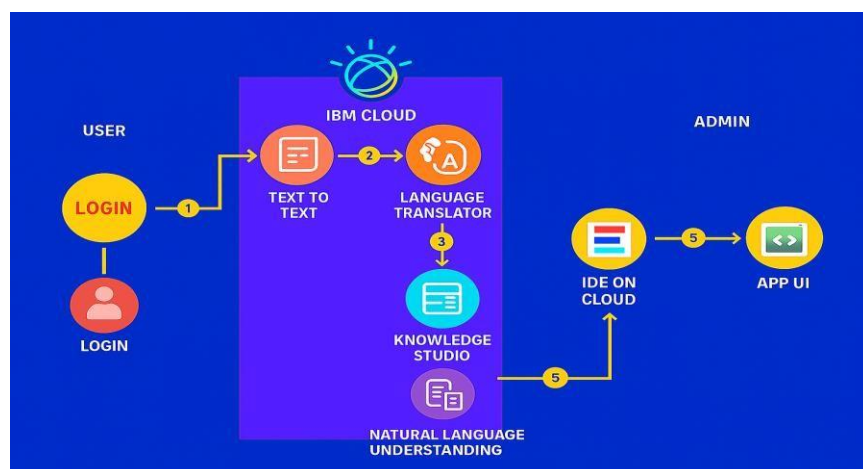 IBM CLOUD
USER
ADMIN
LOGIN
1
2
A
TEXT TO
TEXT
LANGUAGE
TRANSLATOR
3
5
IDE ON
CLOUD
APP UI
LOGIN
KNOWLEDGE
STUDIO
5
NATURAL LANGUAGE
UNDERSTANDING